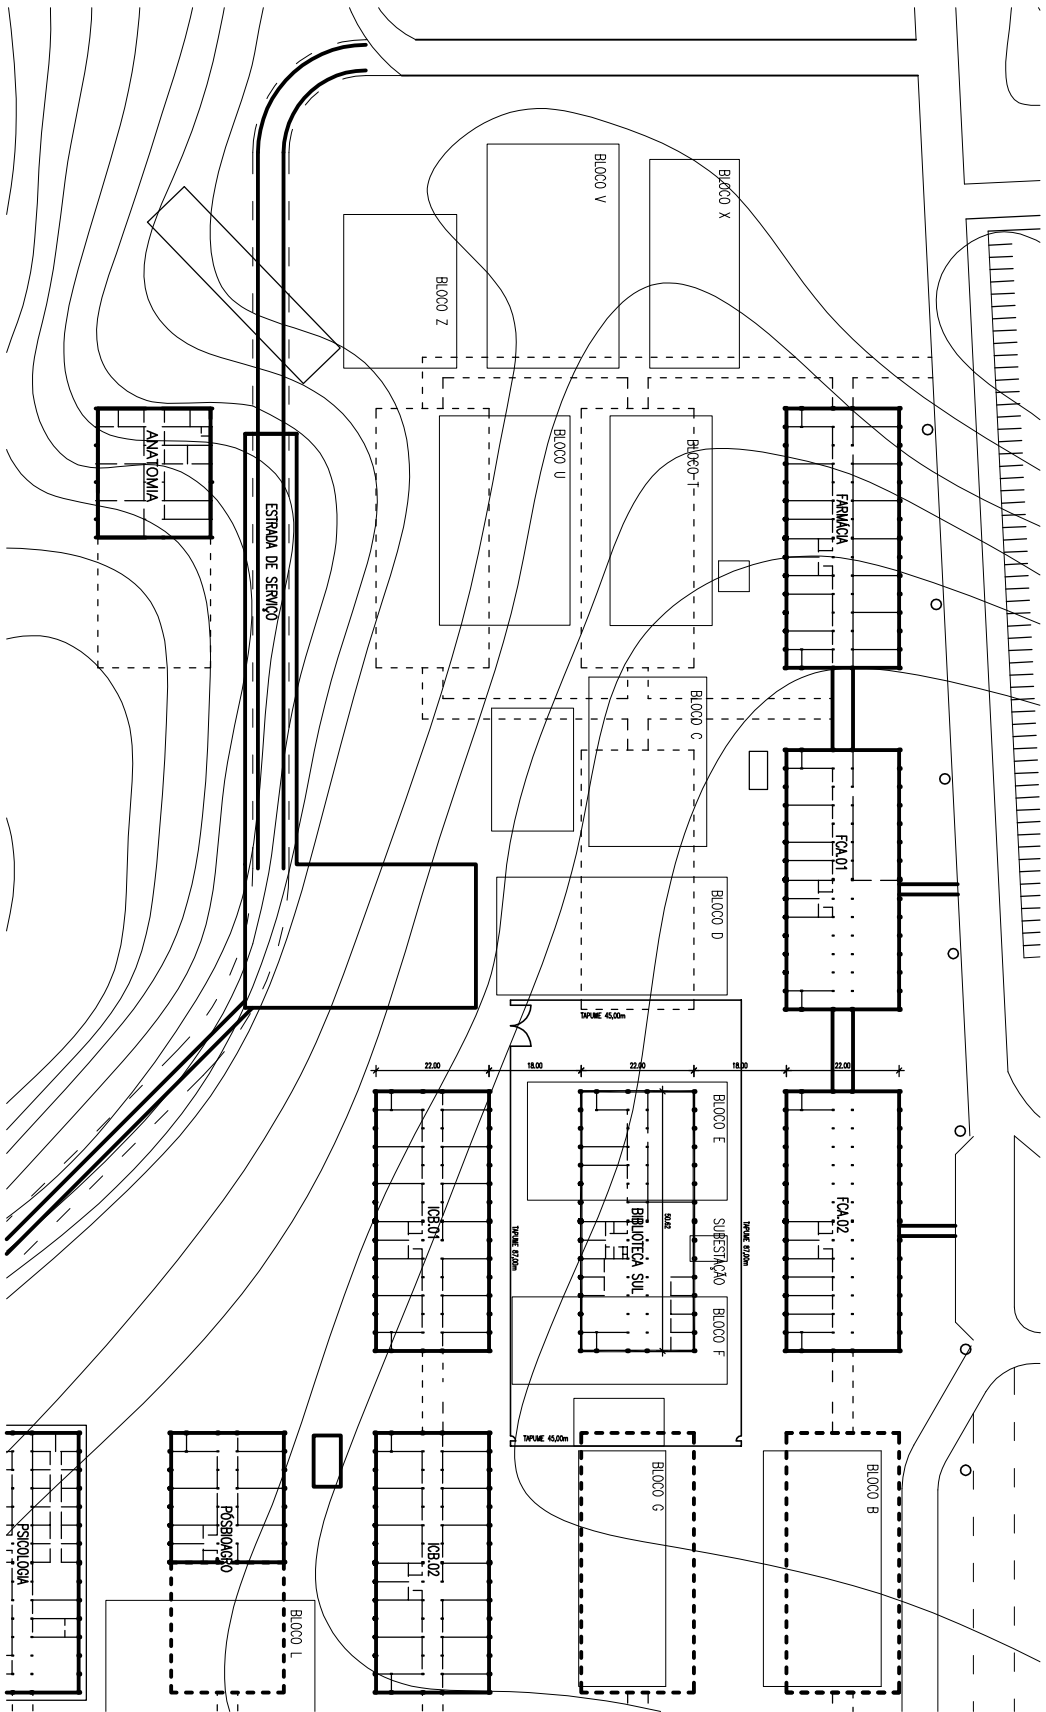 BLOCO V
BLOCO X
BLOCO Z
ANATOMIA
BLOCO U
BLOCO T
FARMÁCIA
ESTRADA DE SERVIÇO
BLOCO C
FCA.01
BLOCO D
TAPUME 45,00m
22.00
18.00
22.00
18.00
22.00
BLOCO E
ICB.01
BIBLIOTECA SUL
50.62
SUBESTAÇÃO
FCA.02
TAPUME 87,00m
TAPUME 87,00m
BLOCO F
TAPUME 45,00m
BLOCO G
BLOCO B
PSICOLOGIA
PÓSBIOAGRO
ICB.02
BLOCO L